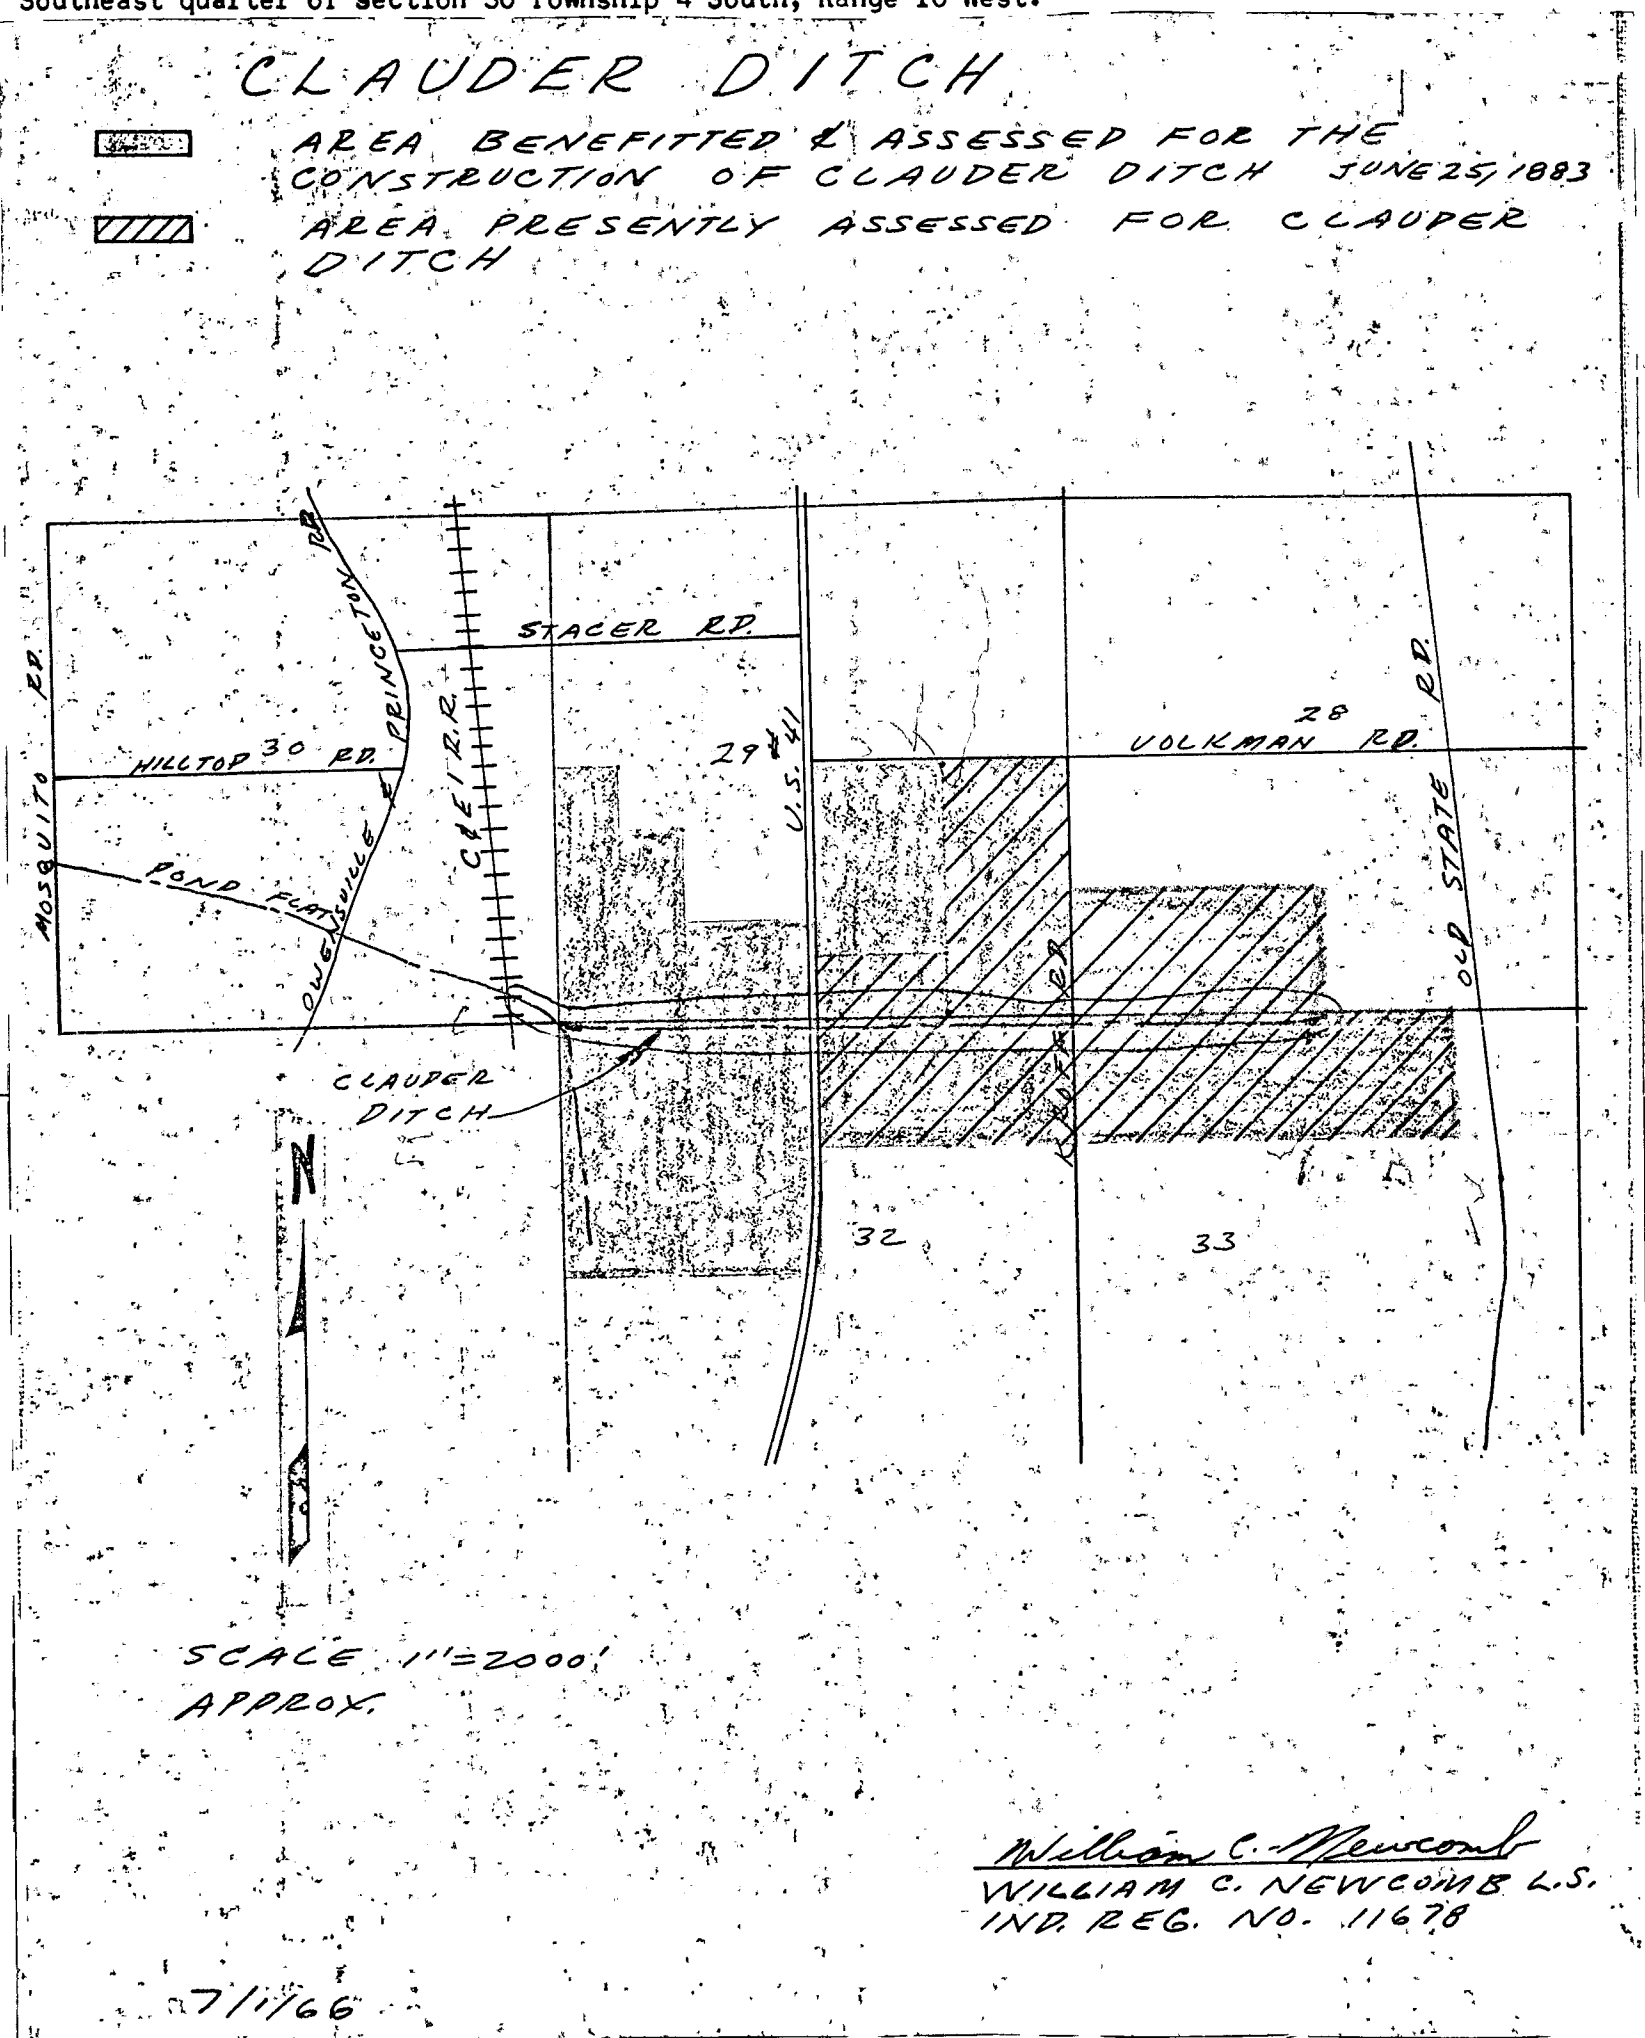 Southeast quarter of Section 30 Township 4 South, Range 10 West.
CLAUDER DITCH
AREA BENEFITTED & ASSESSED FOR THE
CONSTRUCTION OF CLAUDER DITCH JUNE 25, 1883
AREA PRESENTLY ASSESSED FOR CLAUDER
DITCH
MOSQUITO RD.
OWENSVILLE & PRINCETON RD
C & E I R.R.
STACER RD.
HILLTOP RD.
30
29
U.S. 41
28
VOLKMAN RD.
OLD STATE RD.
POND FLAT
RD
CLAUDER
DITCH
N
32
33
SCALE 1"=2000'
APPROX.
William C. Newcomb
WILLIAM C. NEWCOMB L.S.
IND. REG. NO. 11678
7/1/66